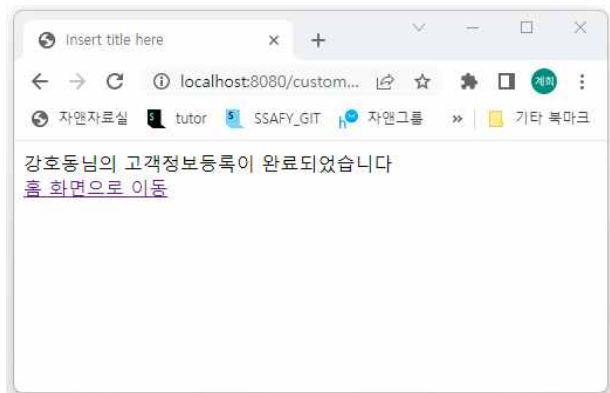 Insert title here
localhost:8080/custom...
계희
자앤자료실 tutor SSAFY_GIT 자앤그룹 » 기타 북마크
강호동님의 고객정보등록이 완료되었습니다
홈 화면으로 이동